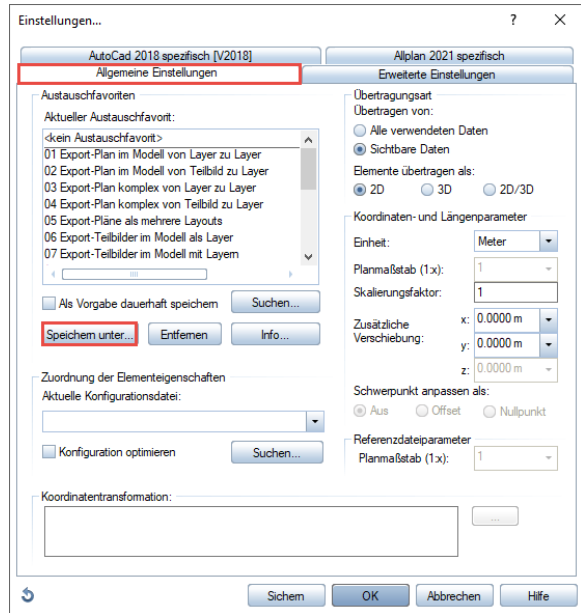 Einstellungen...
? ×
AutoCad 2018 spezifisch [V2018]
Allplan 2021 spezifisch
Allgemeine Einstellungen
Erweiterte Einstellungen
Austauschfavoriten
Aktueller Austauschfavorit:
<kein Austauschfavorit>
01 Export-Plan im Modell von Layer zu Layer
02 Export-Plan im Modell von Teilbild zu Layer
03 Export-Plan komplex von Layer zu Layer
04 Export-Plan komplex von Teilbild zu Layer
05 Export-Pläne als mehrere Layouts
06 Export-Teilbilder im Modell als Layer
07 Export-Teilbilder im Modell mit Layern
Als Vorgabe dauerhaft speichern
Suchen...
Speichern unter...
Entfernen
Info...
Zuordnung der Elementeigenschaften
Aktuelle Konfigurationsdatei:
Konfiguration optimieren
Suchen...
Übertragungsart
Übertragen von:
Alle verwendeten Daten
Sichtbare Daten
Elemente übertragen als:
2D 3D 2D/3D
Koordinaten- und Längenparameter
Einheit: Meter
Planmaßstab (1:x): 1
Skalierungsfaktor: 1
Zusätzliche
Verschiebung:
x: 0.0000 m
y: 0.0000 m
z: 0.0000 m
Schwerpunkt anpassen als:
Aus Offset Nullpunkt
Referenzdateiparameter
Planmaßstab (1:x): 1
Koordinatentransformation:
...
Sichern OK Abbrechen Hilfe